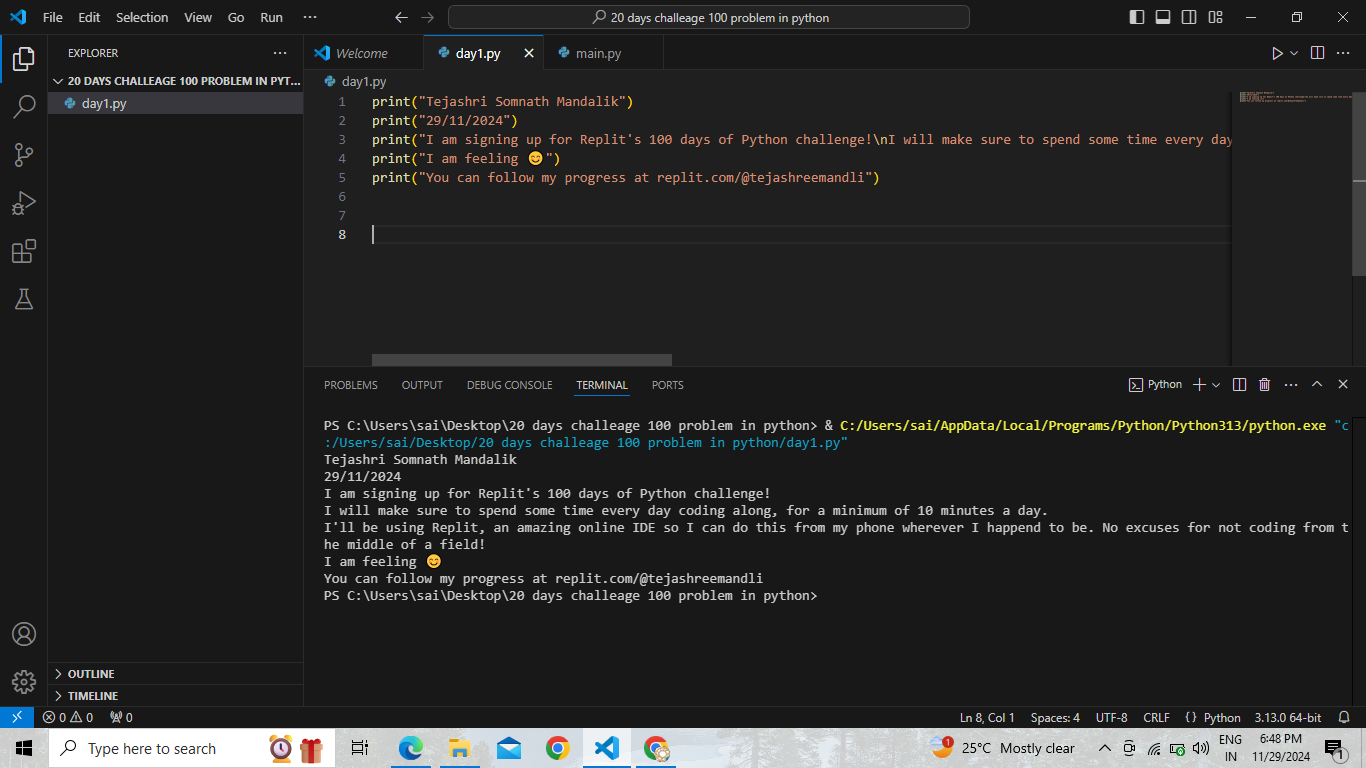 File Edit Selection View Go Run ··· 20 days challeage 100 problem in python
EXPLORER ···
20 DAYS CHALLEAGE 100 PROBLEM IN PYT...
day1.py
OUTLINE
TIMELINE
Welcome day1.py main.py
day1.py
1 print("Tejashri Somnath Mandalik")
2 print("29/11/2024")
3 print("I am signing up for Replit's 100 days of Python challenge!\nI will make sure to spend some time every day
4 print("I am feeling 😊")
5 print("You can follow my progress at replit.com/@tejashreemandli")
6
7
8
PROBLEMS OUTPUT DEBUG CONSOLE TERMINAL PORTS Python
PS C:\Users\sai\Desktop\20 days challeage 100 problem in python> & C:/Users/sai/AppData/Local/Programs/Python/Python313/python.exe "c
:/Users/sai/Desktop/20 days challeage 100 problem in python/day1.py"
Tejashri Somnath Mandalik
29/11/2024
I am signing up for Replit's 100 days of Python challenge!
I will make sure to spend some time every day coding along, for a minimum of 10 minutes a day.
I'll be using Replit, an amazing online IDE so I can do this from my phone wherever I happend to be. No excuses for not coding from t
he middle of a field!
I am feeling 😊
You can follow my progress at replit.com/@tejashreemandli
PS C:\Users\sai\Desktop\20 days challeage 100 problem in python>
0 0 0 Ln 8, Col 1 Spaces: 4 UTF-8 CRLF {} Python 3.13.0 64-bit
Type here to search 1 25°C Mostly clear ENG 6:48 PM
IN 11/29/2024 1